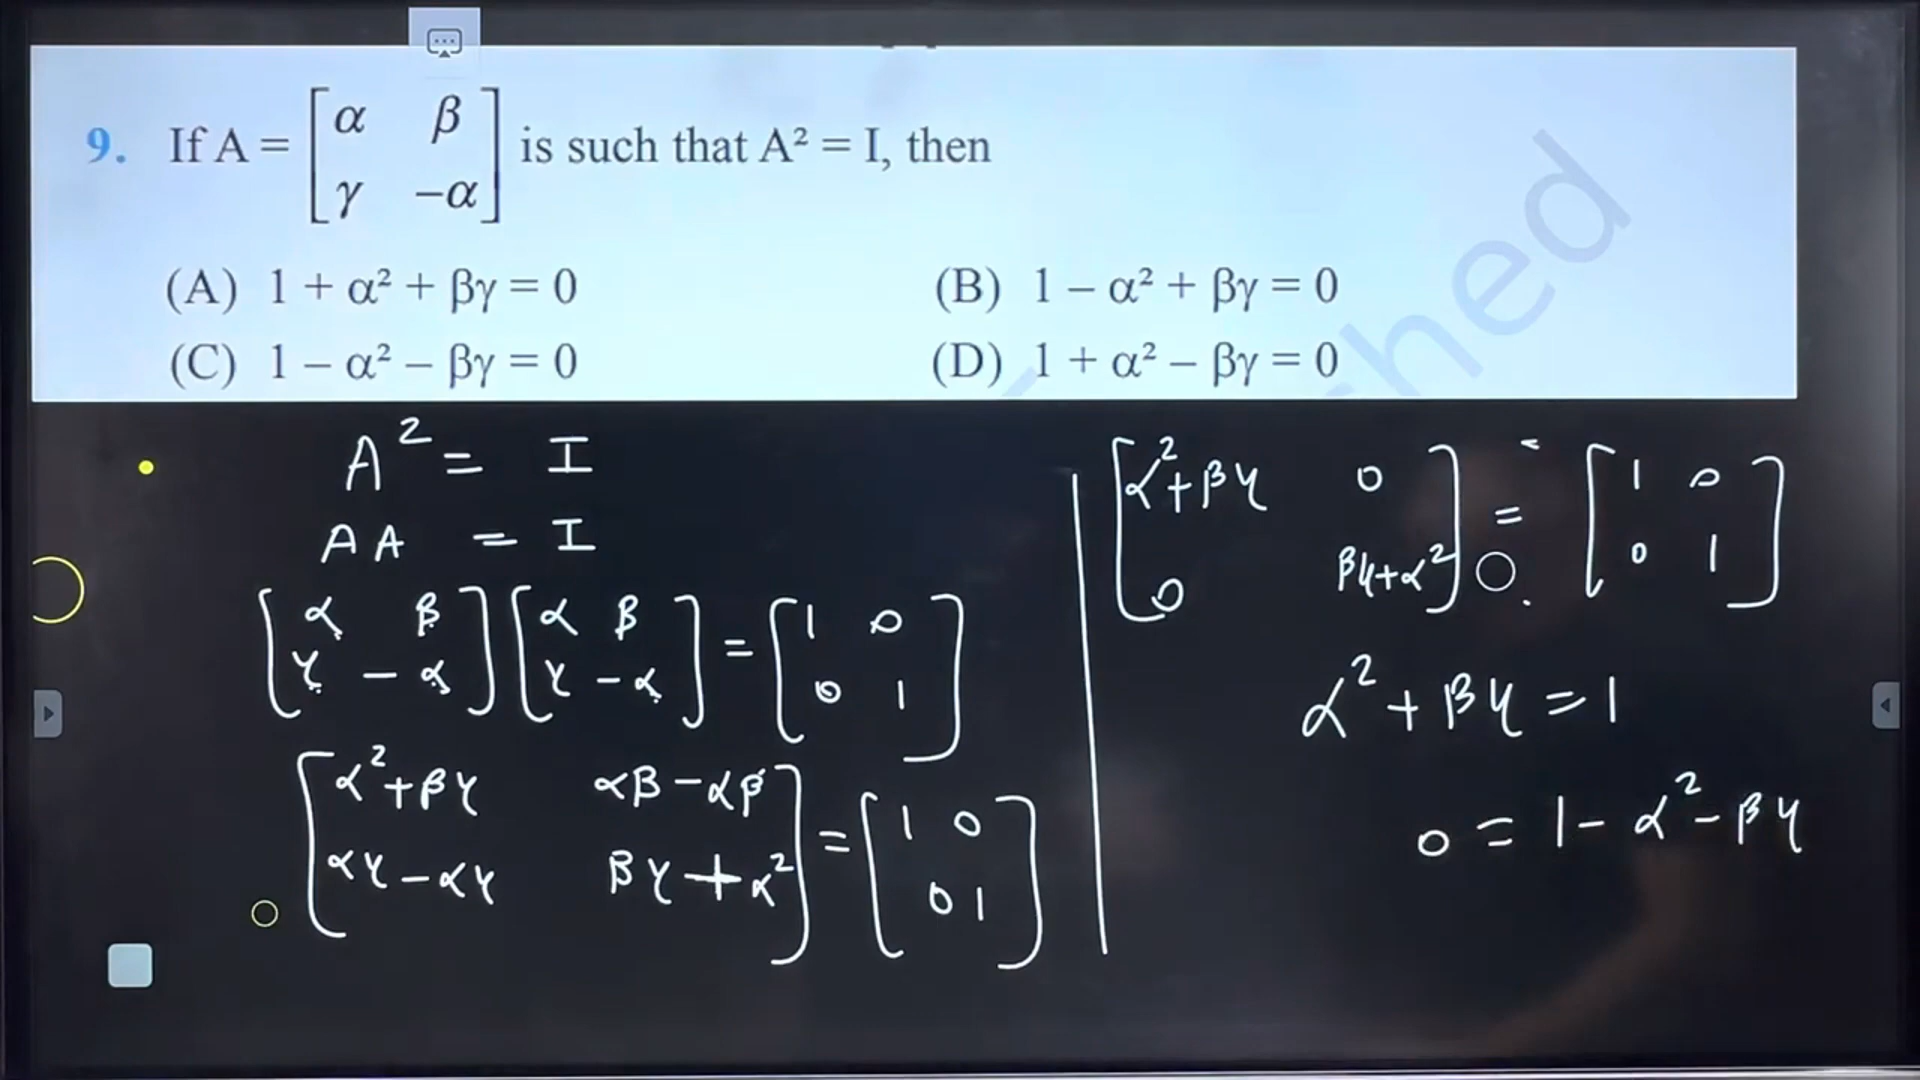 9. If A = [α β
γ -α] is such that A² = I, then
(A) 1 + α² + βγ = 0 (B) 1 – α² + βγ = 0
(C) 1 – α² – βγ = 0 (D) 1 + α² – βγ = 0
hed
A² = I
AA = I
[α β
γ - α] [α β
γ - α] = [1 0
0 1]
[α²+βγ αβ-αβ
αγ-αγ βγ+α²] = [1 0
0 1]
[α²+βγ 0
0 βγ+α²] = [1 0
0 1]
α² + βγ = 1
0 = 1- α²- βγ